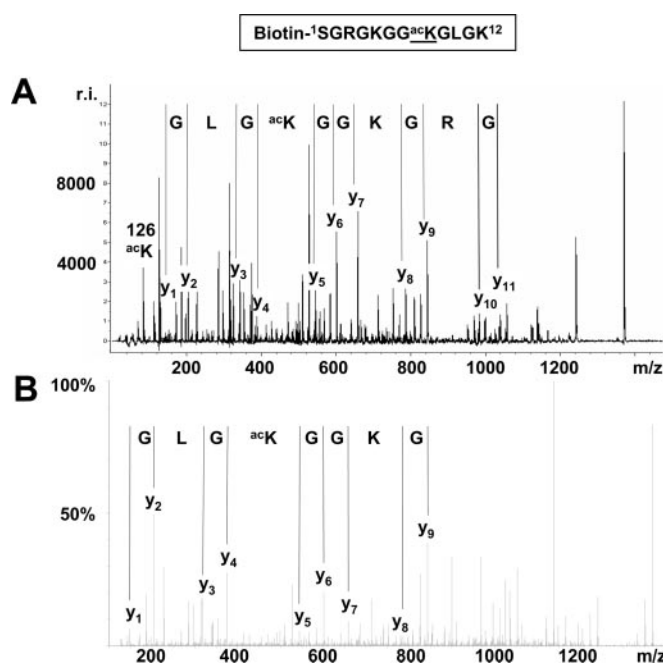 Biotin-¹SGRGKGGᵃᶜKGLGK¹²
A
r.i.
8000
4000
G L G ᵃᶜK G G K G R G
126
ᵃᶜK
y₁ y₂ y₃ y₄ y₅ y₆ y₇ y₈ y₉ y₁₀ y₁₁
200 400 600 800 1000 1200 m/z
B
100%
50%
G L G ᵃᶜK G G K G
y₁ y₂ y₃ y₄ y₅ y₆ y₇ y₈ y₉
200 400 600 800 1000 1200 m/z